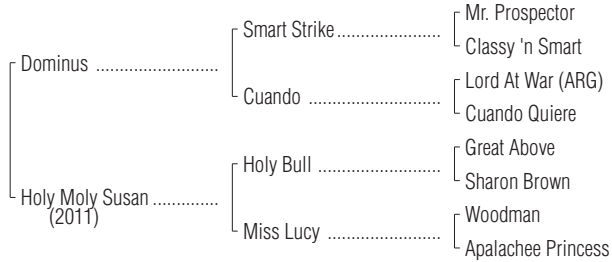 Mr. Prospector
Smart Strike ......................
Classy 'n Smart
Dominus ..........................
Lord At War (ARG)
Cuando ............................
Cuando Quiere
Great Above
Holy Bull ..........................
Sharon Brown
Holy Moly Susan ..............
(2011)
Woodman
Miss Lucy ........................
Apalachee Princess